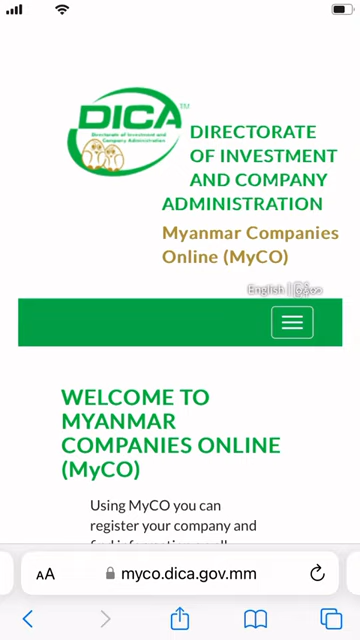 DICA
TM
Directorate of Investment and
Company Administration
DIRECTORATE
OF INVESTMENT
AND COMPANY
ADMINISTRATION
Myanmar Companies
Online (MyCO)
English | မြန်မာ
WELCOME TO
MYANMAR
COMPANIES ONLINE
(MyCO)
Using MyCO you can
register your company and
AA myco.dica.gov.mm